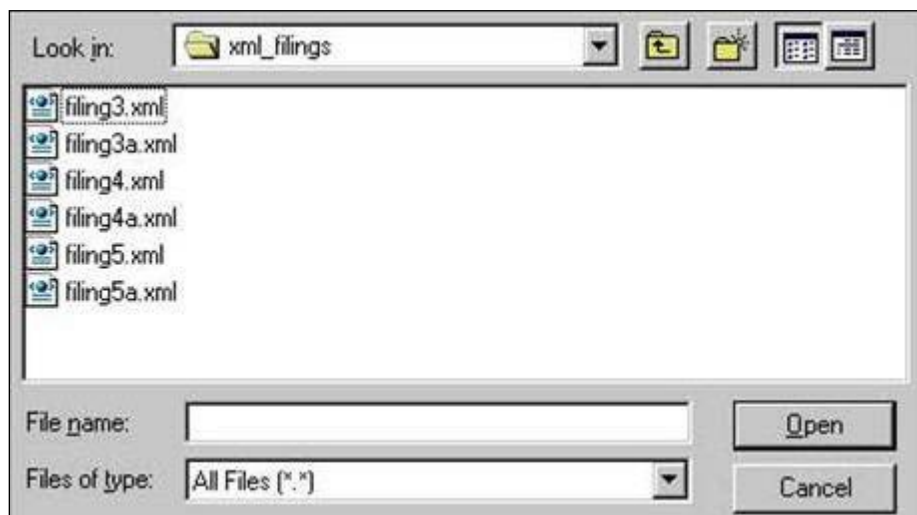 Look in: xml_filings
filing3.xml
filing3a.xml
filing4.xml
filing4a.xml
filing5.xml
filing5a.xml
File name: Open
Files of type: All Files (*.*) Cancel